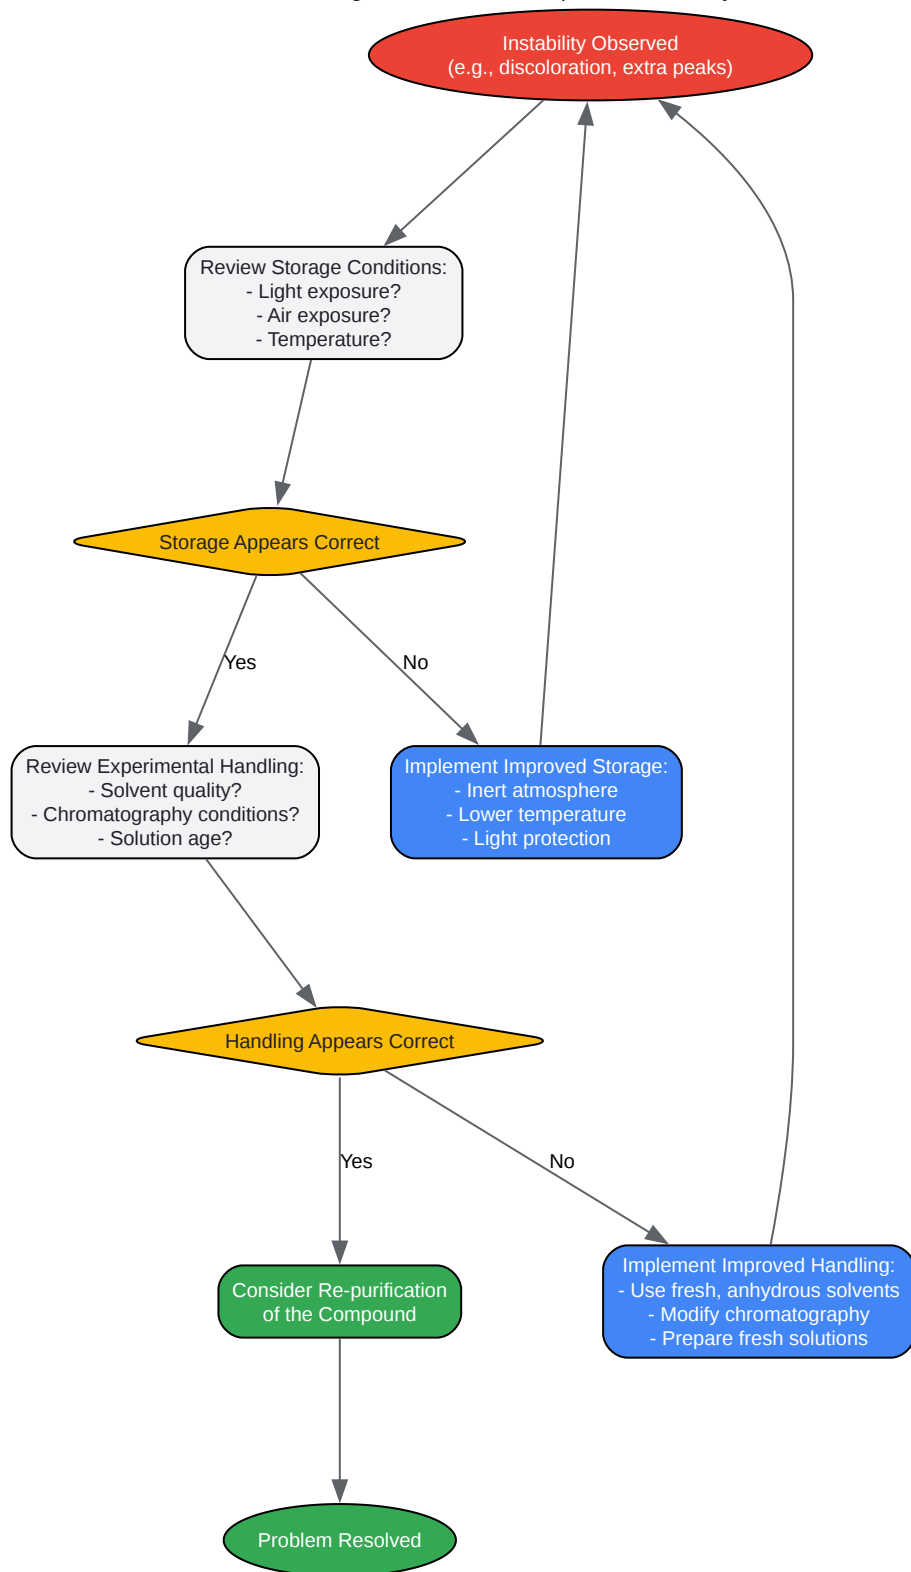 Instability Observed
(e.g., discoloration, extra peaks)
Review Storage Conditions:
- Light exposure?
- Air exposure?
- Temperature?
Storage Appears Correct
Yes
No
Review Experimental Handling:
- Solvent quality?
- Chromatography conditions?
- Solution age?
Implement Improved Storage:
- Inert atmosphere
- Lower temperature
- Light protection
Handling Appears Correct
Yes
No
Consider Re-purification
of the Compound
Implement Improved Handling:
- Use fresh, anhydrous solvents
- Modify chromatography
- Prepare fresh solutions
Problem Resolved